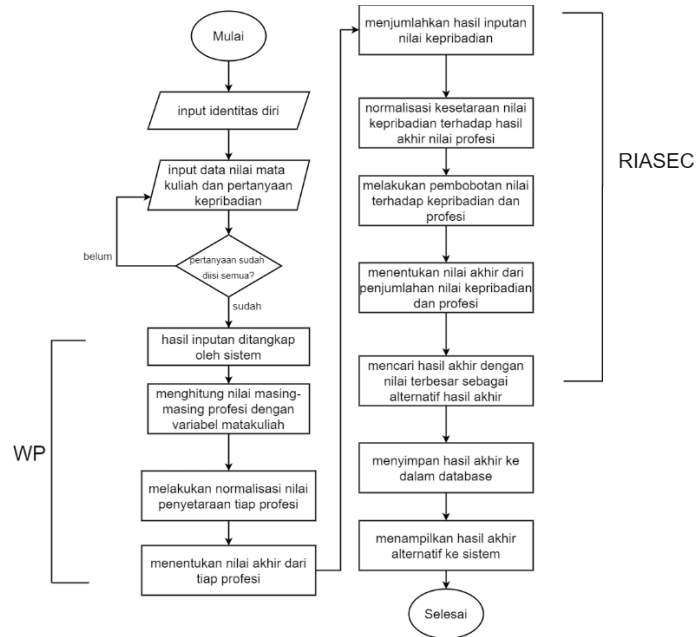 Mulai
input identitas diri
input data nilai mata
kuliah dan pertanyaan
kepribadian
pertanyaan sudah
diisi semua?
belum
sudah
WP
hasil inputan ditangkap
oleh sistem
menghitung nilai masing-
masing profesi dengan
variabel matakuliah
melakukan normalisasi nilai
penyetaraan tiap profesi
menentukan nilai akhir dari
tiap profesi
menjumlahkan hasil inputan
nilai kepribadian
normalisasi kesetaraan nilai
kepribadian terhadap hasil
akhir nilai profesi
RIASEC
melakukan pembobotan nilai
terhadap kepribadian dan
profesi
menentukan nilai akhir dari
penjumlahan nilai kepribadian
dan profesi
mencari hasil akhir dengan
nilai terbesar sebagai
alternatif hasil akhir
menyimpan hasil akhir ke
dalam database
menampilkan hasil akhir
alternatif ke sistem
Selesai